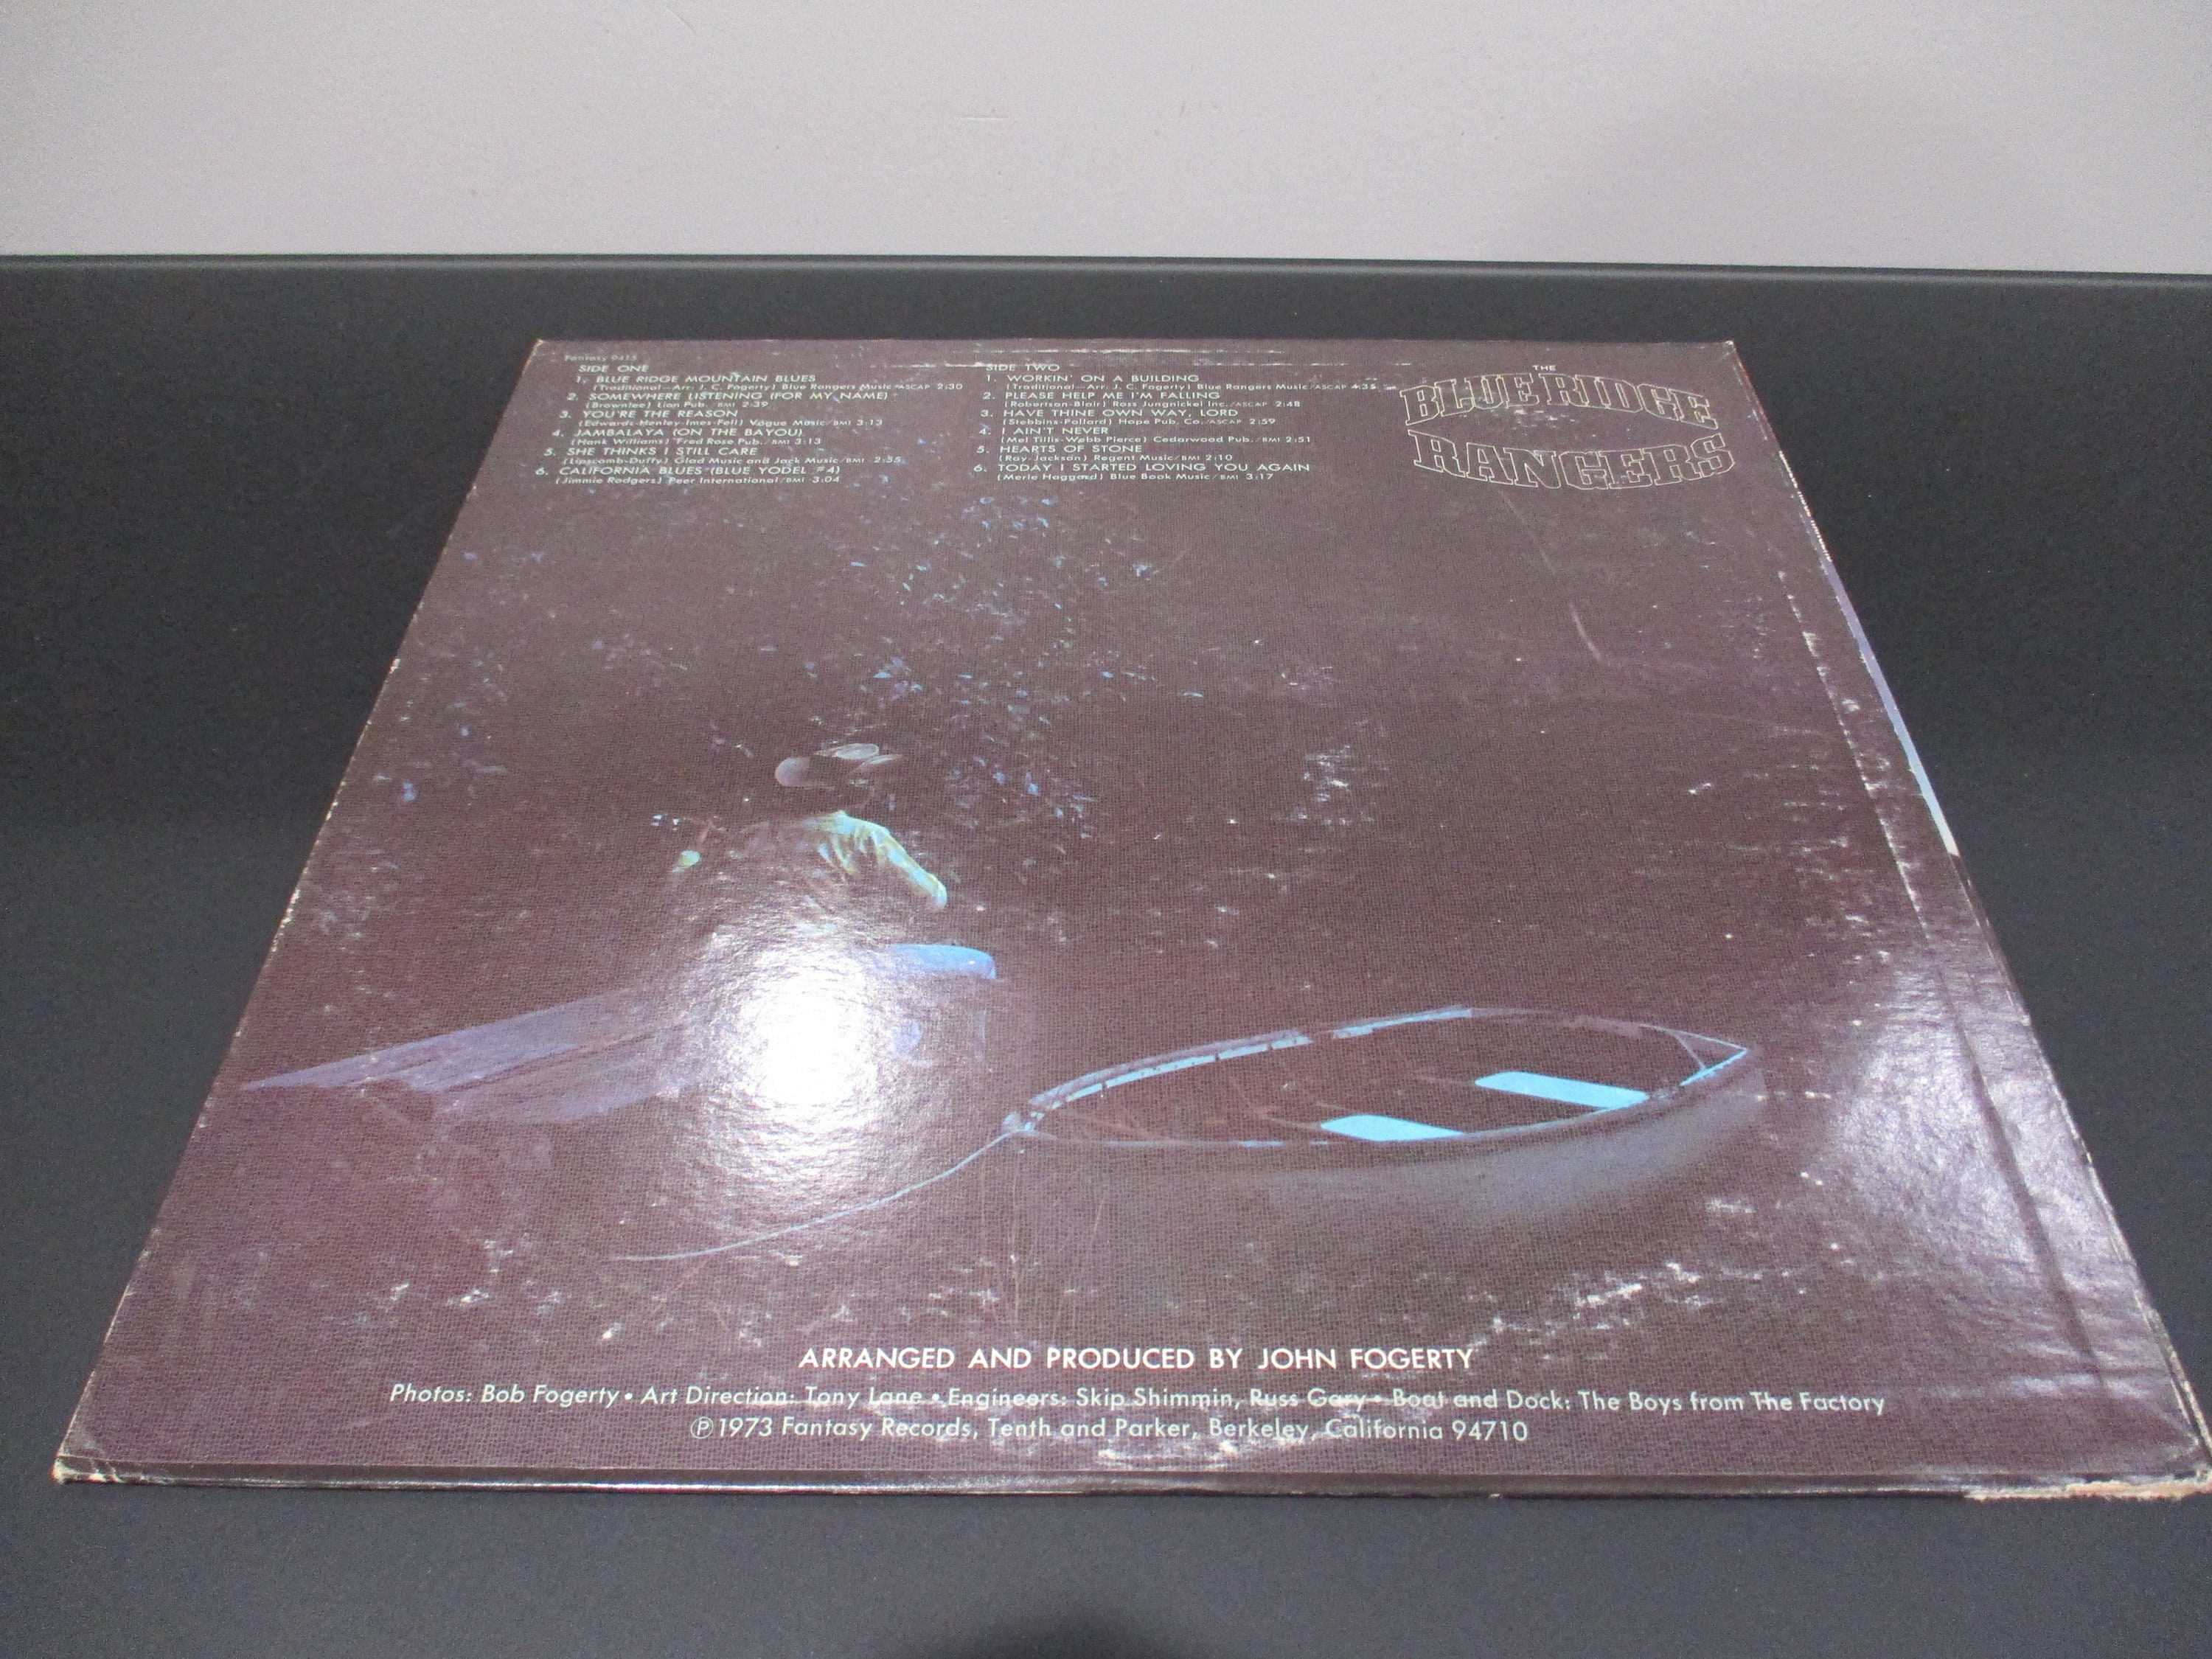 Fantasy 9415
SIDE ONE
1. BLUE RIDGE MOUNTAIN BLUES
(Traditional—Arr. J. C. Fogerty) Blue Rangers Music/ASCAP 2:30
2. SOMEWHERE LISTENING (FOR MY NAME)
(Brownlee) Lion Pub./BMI 2:39
3. YOU'RE THE REASON
(Edwards-Henley-Imes-Fell) Vogue Music/BMI 3:13
4. JAMBALAYA (ON THE BAYOU)
(Hank Williams) Fred Rose Pub./BMI 3:13
5. SHE THINKS I STILL CARE
(Lipscomb-Duffy) Glad Music and Jack Music/BMI 2:55
6. CALIFORNIA BLUES (BLUE YODEL #4)
(Jimmie Rodgers) Peer International/BMI 3:04
SIDE TWO
1. WORKIN' ON A BUILDING
(Traditional—Arr. J. C. Fogerty) Blue Rangers Music/ASCAP 4:35
2. PLEASE HELP ME I'M FALLING
(Robertson-Blair) Ross Jungnickel Inc./ASCAP 2:48
3. HAVE THINE OWN WAY, LORD
(Stebbins-Pollard) Hope Pub. Co./ASCAP 2:59
4. I AIN'T NEVER
(Mel Tillis-Webb Pierce) Cedarwood Pub./BMI 2:51
5. HEARTS OF STONE
(Ray-Jackson) Regent Music/BMI 2:10
6. TODAY I STARTED LOVING YOU AGAIN
(Merle Haggard) Blue Book Music/BMI 3:17
THE
BLUE RIDGE
RANGERS
ARRANGED AND PRODUCED BY JOHN FOGERTY
Photos: Bob Fogerty • Art Direction: Tony Lane • Engineers: Skip Shimmin, Russ Gary • Boat and Dock: The Boys from The Factory
℗1973 Fantasy Records, Tenth and Parker, Berkeley, California 94710